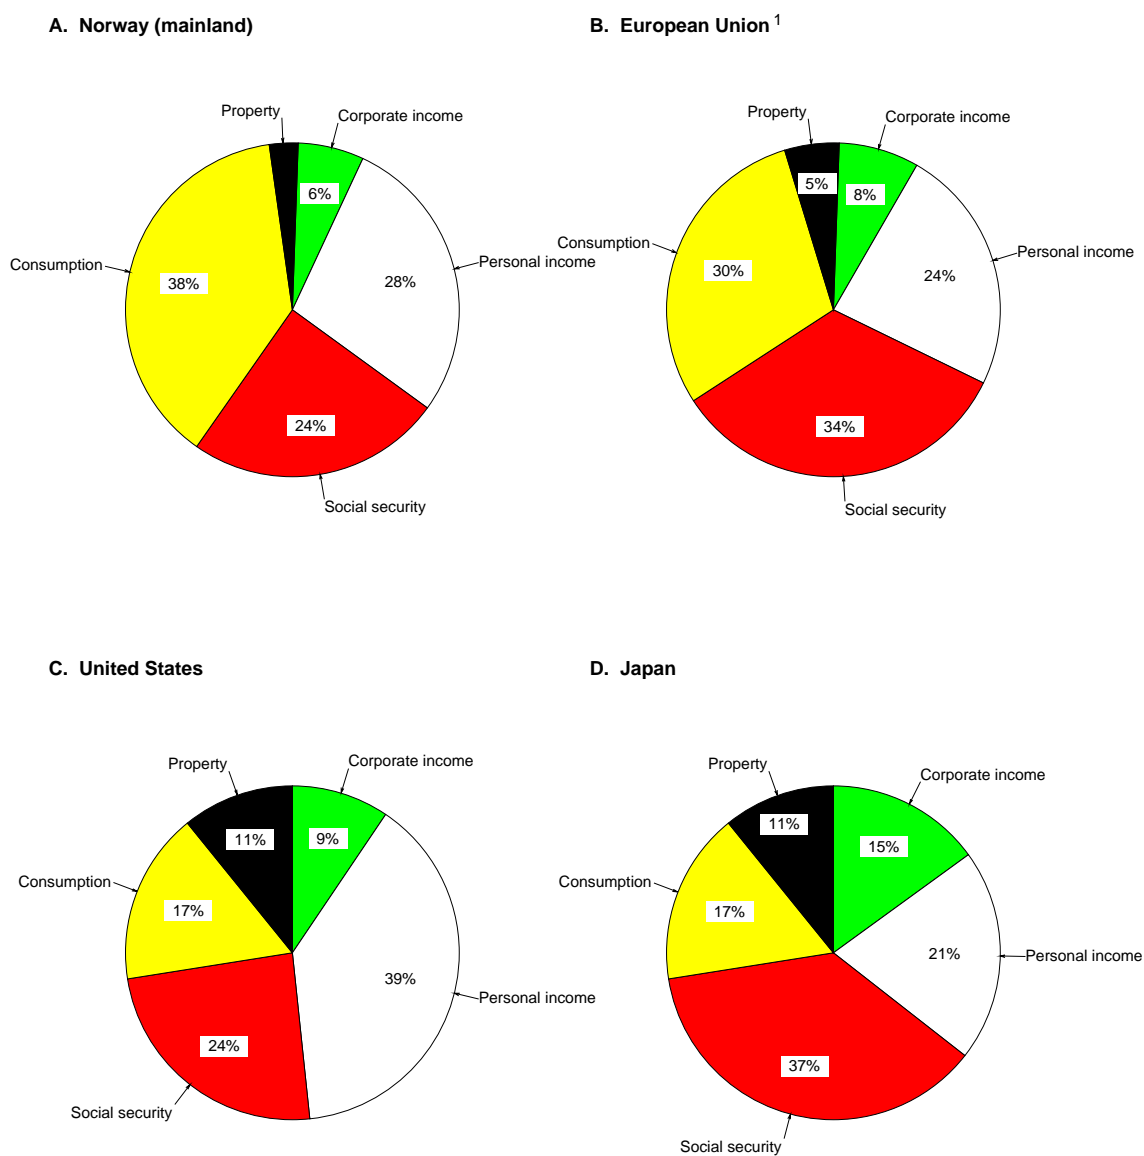 A. Norway (mainland)
B. European Union 1
Property
Corporate income
6%
Personal income
28%
Consumption
38%
24%
Social security
Property
Corporate income
5%
8%
Consumption
Personal income
30%
24%
34%
Social security
C. United States
D. Japan
Property
Corporate income
11%
9%
Consumption
17%
39%
Personal income
24%
Social security
Property
Corporate income
11%
15%
Consumption
17%
21%
Personal income
37%
Social security